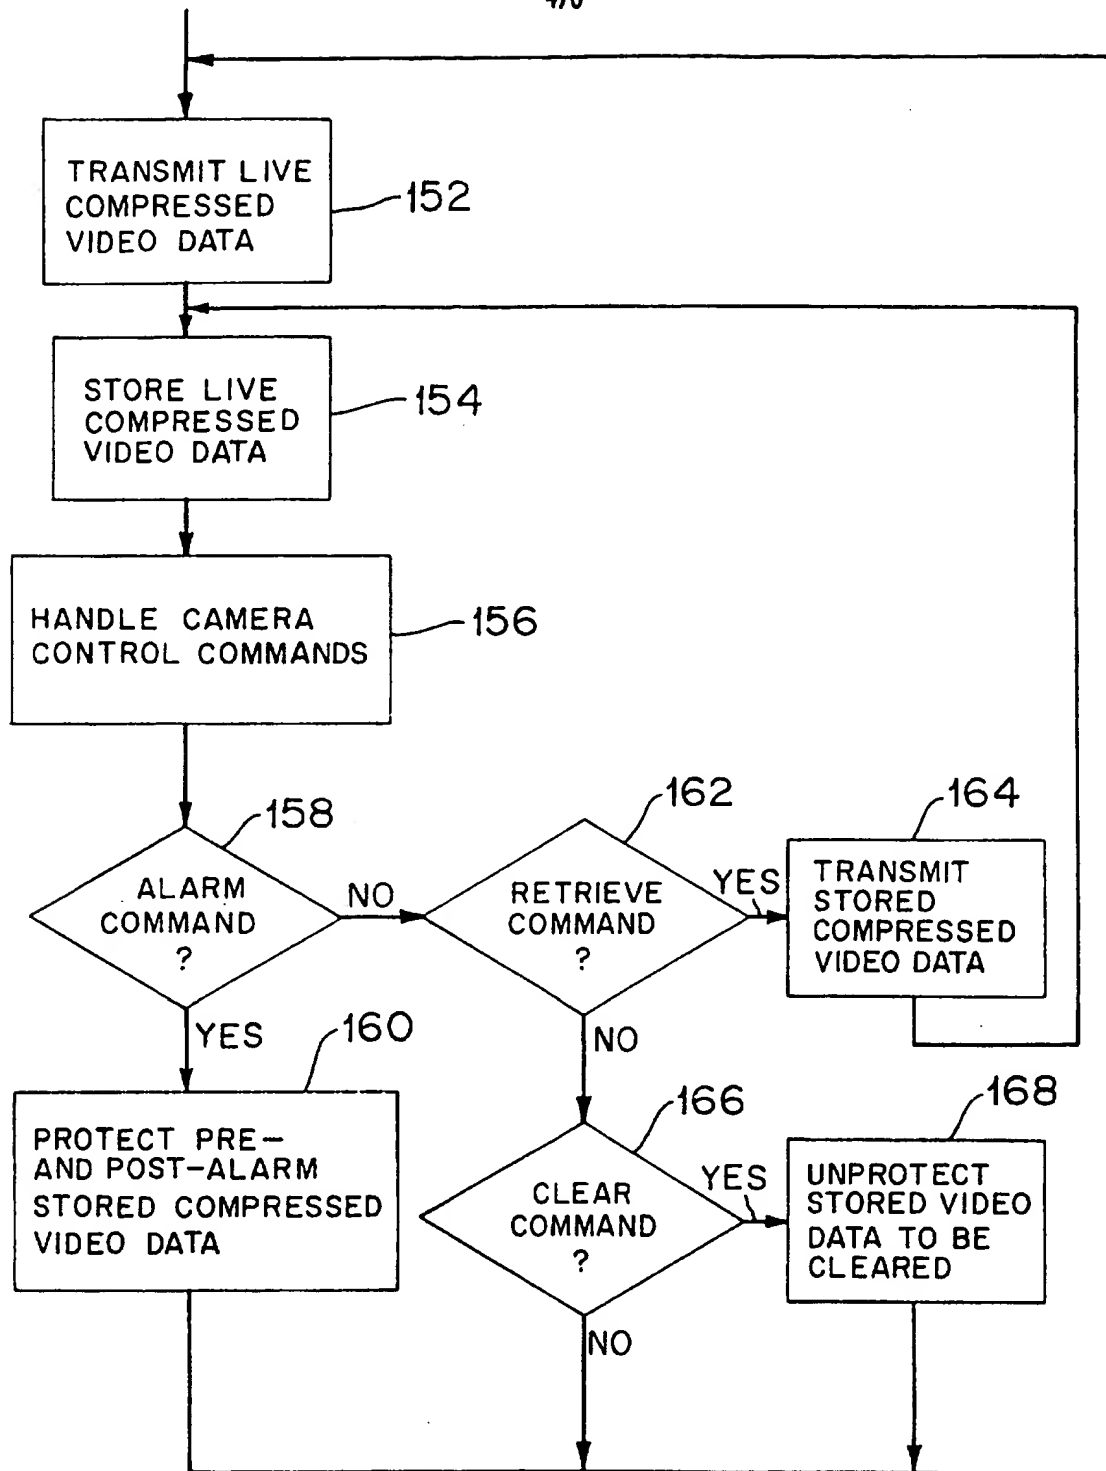 TRANSMIT LIVE
COMPRESSED
VIDEO DATA
152
STORE LIVE
COMPRESSED
VIDEO DATA
154
HANDLE CAMERA
CONTROL COMMANDS
156
158
ALARM
COMMAND
?
NO
YES
162
RETRIEVE
COMMAND
?
YES
NO
164
TRANSMIT
STORED
COMPRESSED
VIDEO DATA
160
PROTECT PRE-
AND POST-ALARM
STORED COMPRESSED
VIDEO DATA
166
CLEAR
COMMAND
?
YES
NO
168
UNPROTECT
STORED VIDEO
DATA TO BE
CLEARED